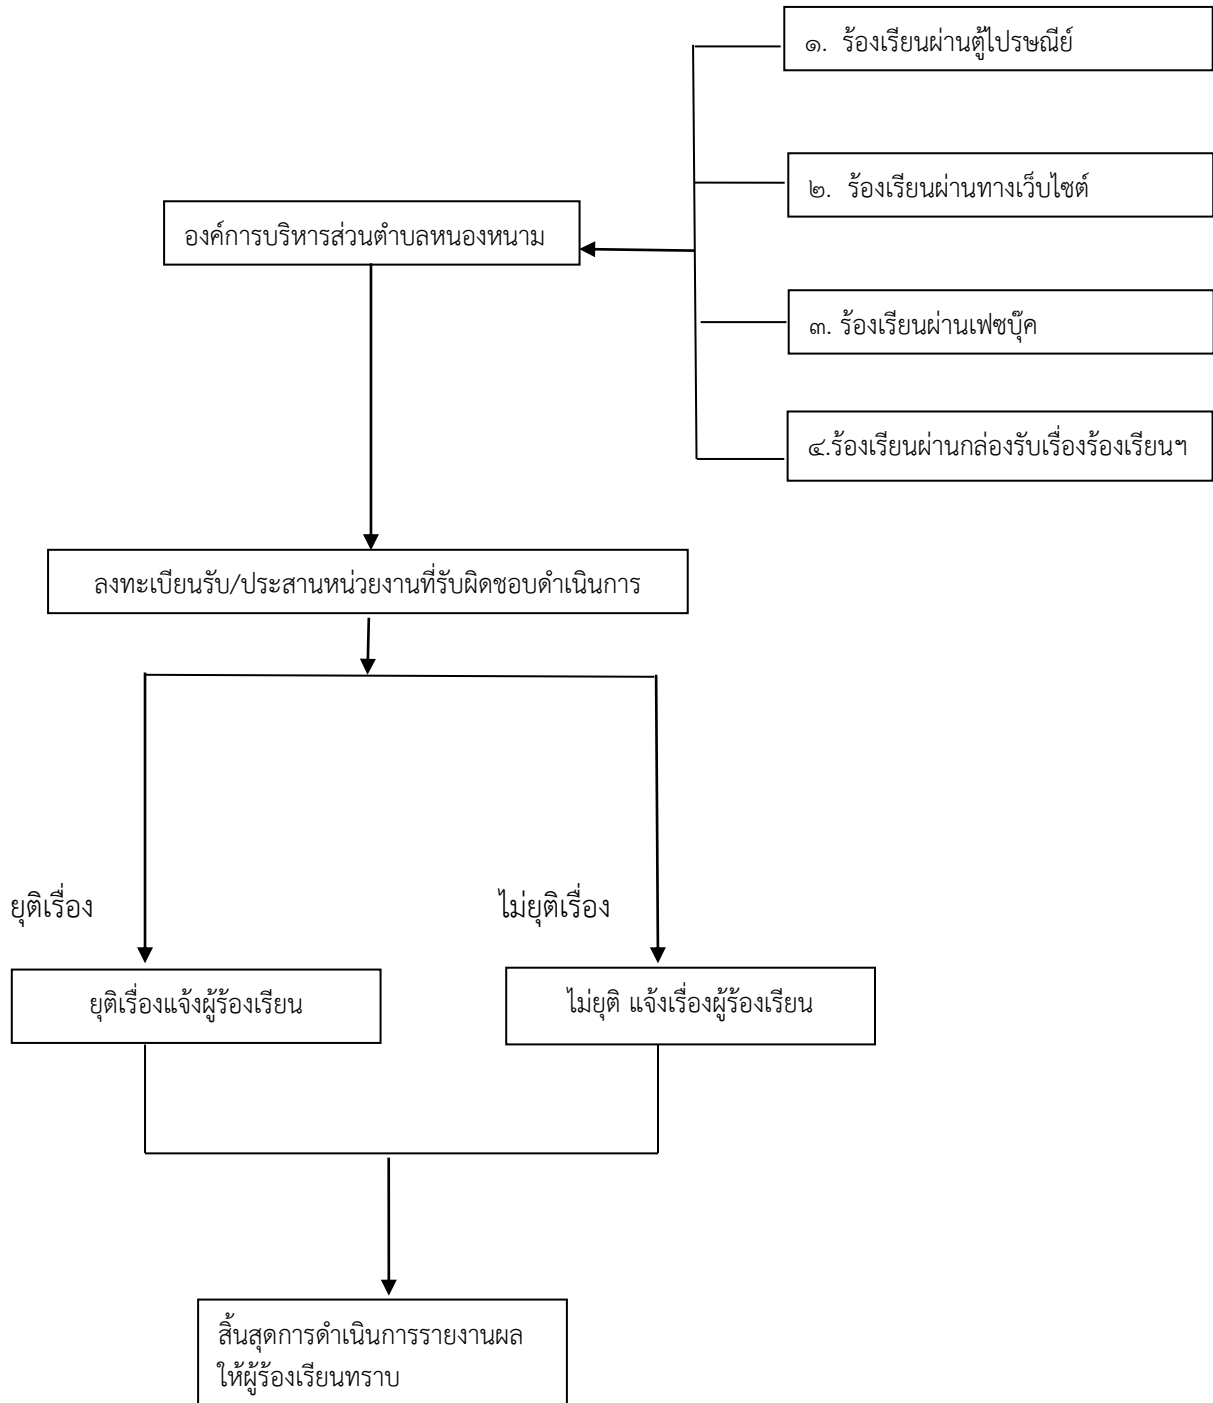 ๑. ร้องเรียนผ่านตู้ไปรษณีย์
๒. ร้องเรียนผ่านทางเว็บไซต์
องค์การบริหารส่วนตำบลหนองหนาม
๓. ร้องเรียนผ่านเฟซบุ๊ค
๔.ร้องเรียนผ่านกล่องรับเรื่องร้องเรียนฯ
ลงทะเบียนรับ/ประสานหน่วยงานที่รับผิดชอบดำเนินการ
ยุติเรื่อง
ไม่ยุติเรื่อง
ยุติเรื่องแจ้งผู้ร้องเรียน
ไม่ยุติ แจ้งเรื่องผู้ร้องเรียน
สิ้นสุดการดำเนินการรายงานผล
ให้ผู้ร้องเรียนทราบ